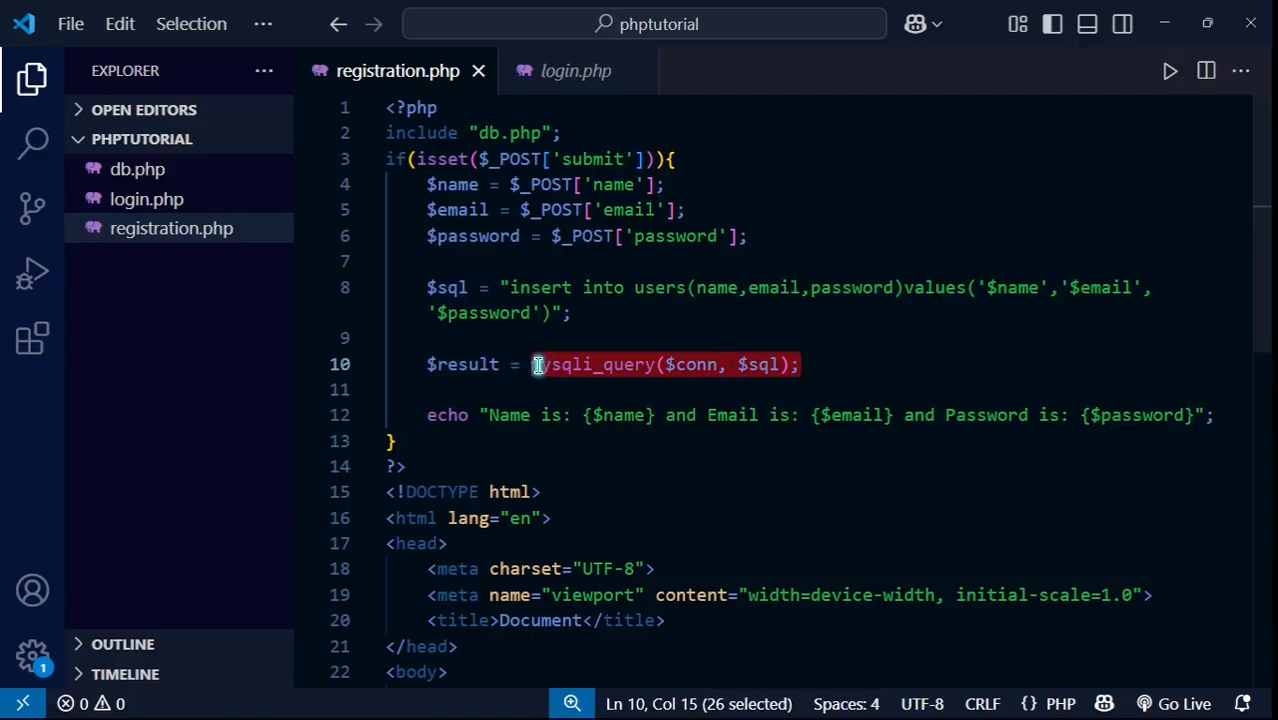 File Edit Selection ··· phptutorial
EXPLORER ···
registration.php
login.php
OPEN EDITORS
PHPTUTORIAL
db.php
login.php
registration.php
1 <?php
2 include "db.php";
3 if(isset($_POST['submit'])){
4 $name = $_POST['name'];
5 $email = $_POST['email'];
6 $password = $_POST['password'];
7
8 $sql = "insert into users(name,email,password)values('$name','$email',
'$password')";
9
10 $result = mysqli_query($conn, $sql);
11
12 echo "Name is: {$name} and Email is: {$email} and Password is: {$password}";
13 }
14 ?>
15 <!DOCTYPE html>
16 <html lang="en">
17 <head>
18 <meta charset="UTF-8">
19 <meta name="viewport" content="width=device-width, initial-scale=1.0">
20 <title>Document</title>
21 </head>
22 <body>
OUTLINE
TIMELINE
1
0 0 Ln 10, Col 15 (26 selected) Spaces: 4 UTF-8 CRLF {} PHP Go Live